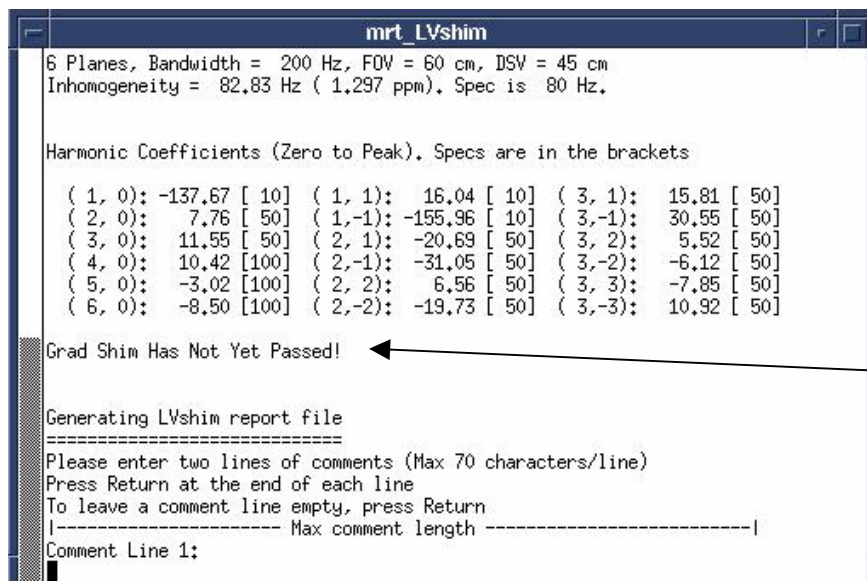 mrt_LVshim
6 Planes, Bandwidth =  200 Hz, FOV = 60 cm, DSV = 45 cm
Inhomogeneity =  82.83 Hz ( 1.297 ppm). Spec is  80 Hz.
Harmonic Coefficients (Zero to Peak). Specs are in the brackets
( 1, 0): -137.67 [ 10]  ( 1, 1):   16.04 [ 10]  ( 3, 1):   15.81 [ 50]
( 2, 0):    7.76 [ 50]  ( 1,-1): -155.96 [ 10]  ( 3,-1):   30.55 [ 50]
( 3, 0):   11.55 [ 50]  ( 2, 1):  -20.69 [ 50]  ( 3, 2):    5.52 [ 50]
( 4, 0):   10.42 [100]  ( 2,-1):  -31.05 [ 50]  ( 3,-2):   -6.12 [ 50]
( 5, 0):   -3.02 [100]  ( 2, 2):    6.56 [ 50]  ( 3, 3):   -7.85 [ 50]
( 6, 0):   -8.50 [100]  ( 2,-2):  -19.73 [ 50]  ( 3,-3):   10.92 [ 50]
Grad Shim Has Not Yet Passed!
Generating LVshim report file
=============================
Please enter two lines of comments (Max 70 characters/line)
Press Return at the end of each line
To leave a comment line empty, press Return
|---------------------- Max comment length --------------------------|
Comment Line 1: